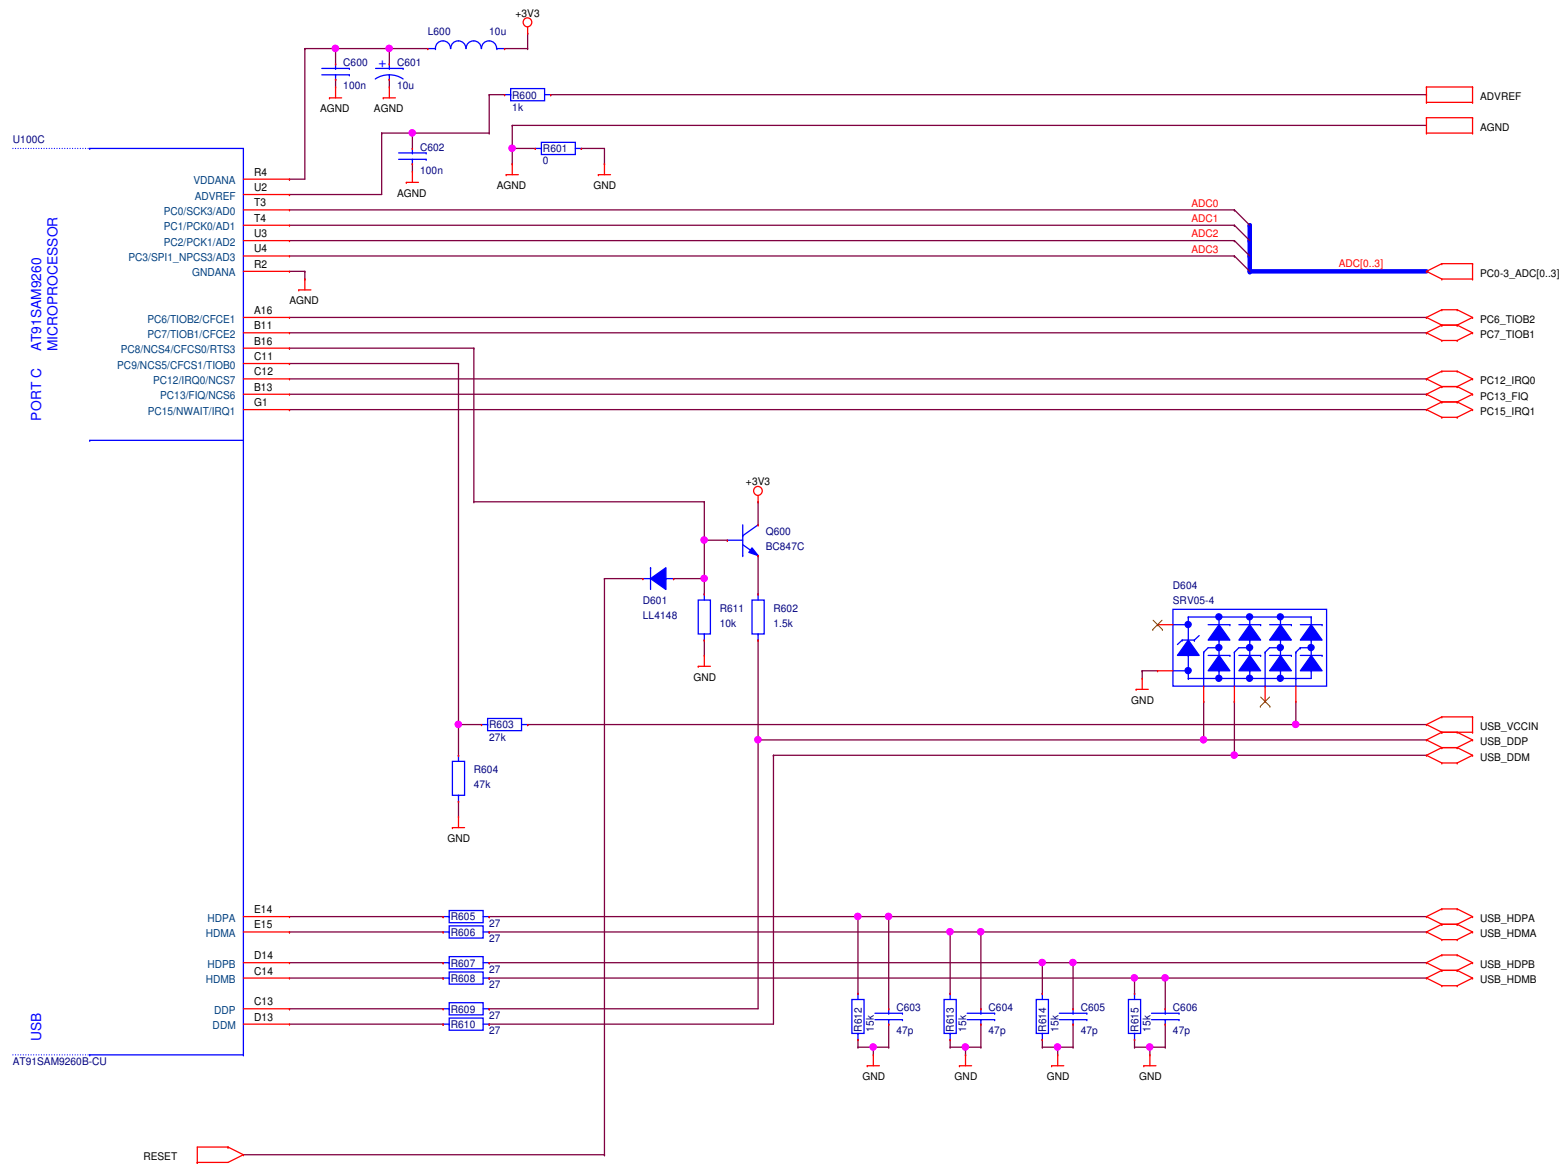 +3V3
L600 10u
C600
100n
C601
10u
+
AGND AGND
R600
1k
ADVREF
AGND
U100C
C602
100n
R601
0
AGND
AGND
GND
VDDANA R4
ADVREF U2
PC0/SCK3/AD0 T3
PC1/PCK0/AD1 T4
PC2/PCK1/AD2 U3
PC3/SPI1_NPCS3/AD3 U4
GNDANA R2
AGND
ADC0
ADC1
ADC2
ADC3
ADC[0..3]
PC0-3_ADC[0..3]
PORT C AT91SAM9260
MICROPROCESSOR
PC6/TIOB2/CFCE1 A16
PC7/TIOB1/CFCE2 B11
PC8/NCS4/CFCS0/RTS3 B16
PC9/NCS5/CFCS1/TIOB0 C11
PC12/IRQ0/NCS7 C12
PC13/FIQ/NCS6 B13
PC15/NWAIT/IRQ1 G1
PC6_TIOB2
PC7_TIOB1
PC12_IRQ0
PC13_FIQ
PC15_IRQ1
+3V3
Q600
BC847C
D601
LL4148
R611
10k
R602
1.5k
GND
D604
SRV05-4
GND
R603
27k
R604
47k
GND
USB_VCCIN
USB_DDP
USB_DDM
HDPA E14 R605 27
HDMA E15 R606 27
HDPB D14 R607 27
HDMB C14 R608 27
DDP C13 R609 27
DDM D13 R610 27
USB_HDPA
USB_HDMA
USB_HDPB
USB_HDMB
R612
15k
C603
47p
R613
15k
C604
47p
R614
15k
C605
47p
R615
15k
C606
47p
GND GND GND GND
USB
AT91SAM9260B-CU
RESET